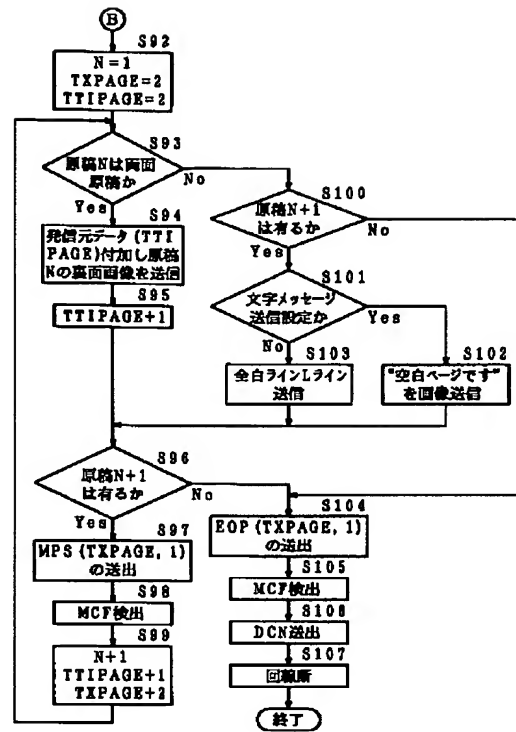 B
S92
N=1
TXPAGE=2
TTIPAGE=2
S93
原稿Nは両面
原稿か
No
Yes
S94
発信元データ(TTI
PAGE)付加し原稿
Nの裏面画像を送信
S95
TTIPAGE+1
S100
原稿N+1
は有るか
No
Yes
S101
文字メッセージ
送信設定か
Yes
No
S103
全白ラインLライン
送信
S102
"空白ページです"
を画像送信
S96
原稿N+1
は有るか
No
Yes
S97
MPS(TXPAGE,1)
の送出
S98
MCF検出
S99
N+1
TTIPAGE+1
TXPAGE+2
S104
EOP(TXPAGE,1)
の送出
S105
MCF検出
S106
DCN送出
S107
回線断
終了